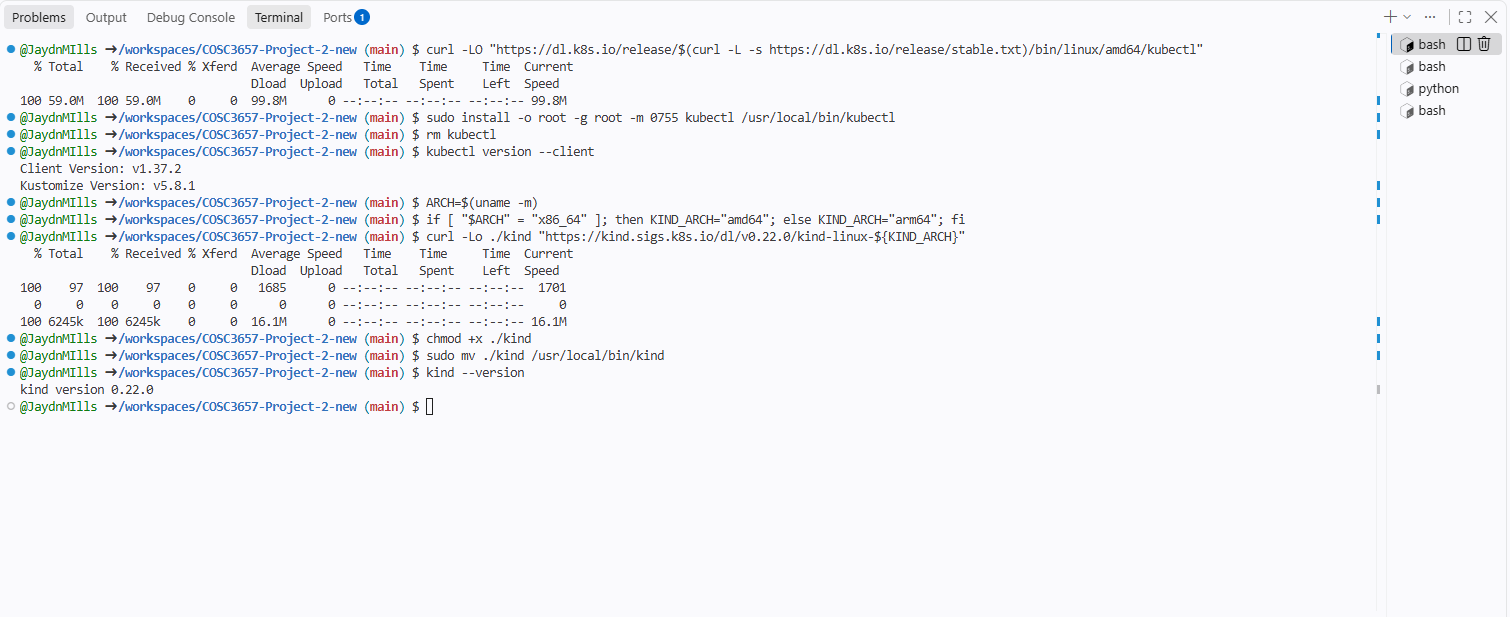 Problems Output Debug Console Terminal Ports 1
@JaydnMIlls ➜/workspaces/COSC3657-Project-2-new (main) $ curl -LO "https://dl.k8s.io/release/$(curl -L -s https://dl.k8s.io/release/stable.txt)/bin/linux/amd64/kubectl"
  % Total    % Received % Xferd  Average Speed   Time    Time     Time  Current
                                 Dload  Upload   Total   Spent    Left  Speed
100 59.0M  100 59.0M    0     0  99.8M      0 --:--:-- --:--:-- --:--:-- 99.8M
@JaydnMIlls ➜/workspaces/COSC3657-Project-2-new (main) $ sudo install -o root -g root -m 0755 kubectl /usr/local/bin/kubectl
@JaydnMIlls ➜/workspaces/COSC3657-Project-2-new (main) $ rm kubectl
@JaydnMIlls ➜/workspaces/COSC3657-Project-2-new (main) $ kubectl version --client
Client Version: v1.37.2
Kustomize Version: v5.8.1
@JaydnMIlls ➜/workspaces/COSC3657-Project-2-new (main) $ ARCH=$(uname -m)
@JaydnMIlls ➜/workspaces/COSC3657-Project-2-new (main) $ if [ "$ARCH" = "x86_64" ]; then KIND_ARCH="amd64"; else KIND_ARCH="arm64"; fi
@JaydnMIlls ➜/workspaces/COSC3657-Project-2-new (main) $ curl -Lo ./kind "https://kind.sigs.k8s.io/dl/v0.22.0/kind-linux-${KIND_ARCH}"
  % Total    % Received % Xferd  Average Speed   Time    Time     Time  Current
                                 Dload  Upload   Total   Spent    Left  Speed
100    97  100    97    0     0   1685      0 --:--:-- --:--:-- --:--:--  1701
  0     0    0     0    0     0      0      0 --:--:-- --:--:-- --:--:--     0
100 6245k  100 6245k    0     0  16.1M      0 --:--:-- --:--:-- --:--:-- 16.1M
@JaydnMIlls ➜/workspaces/COSC3657-Project-2-new (main) $ chmod +x ./kind
@JaydnMIlls ➜/workspaces/COSC3657-Project-2-new (main) $ sudo mv ./kind /usr/local/bin/kind
@JaydnMIlls ➜/workspaces/COSC3657-Project-2-new (main) $ kind --version
kind version 0.22.0
@JaydnMIlls ➜/workspaces/COSC3657-Project-2-new (main) $
bash
bash
python
bash